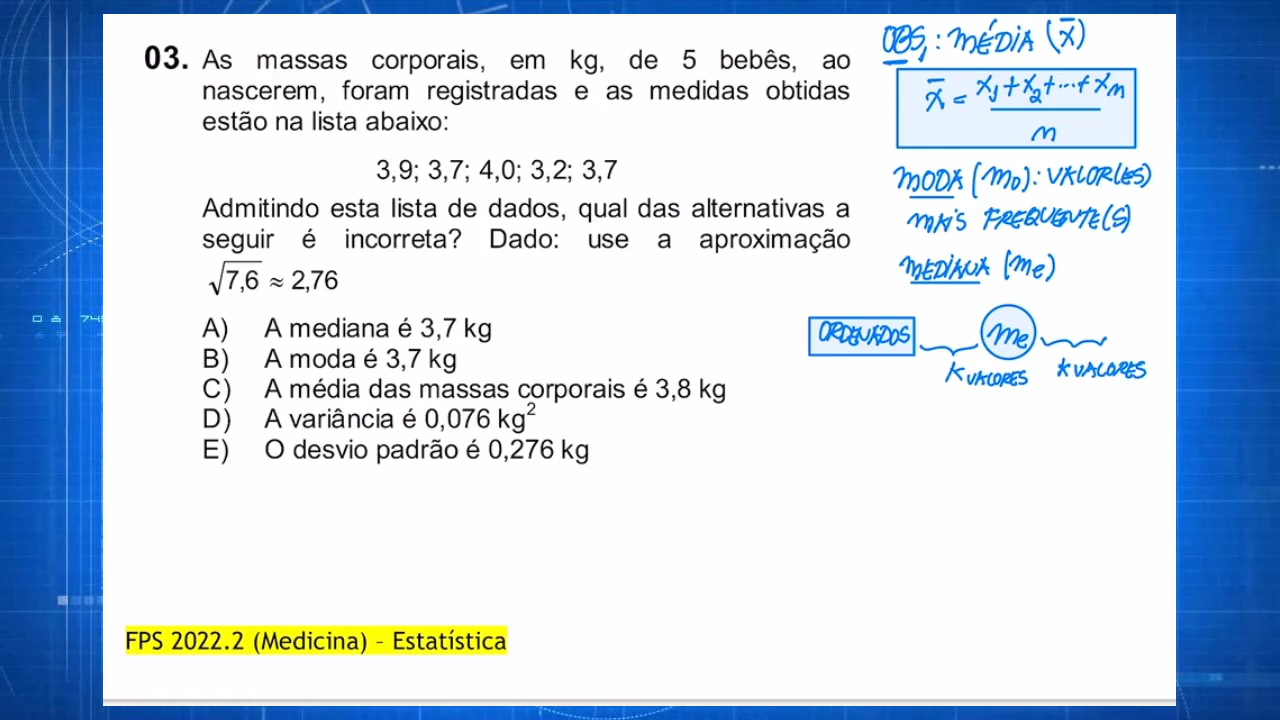 03. As massas corporais, em kg, de 5 bebês, ao
nascerem, foram registradas e as medidas obtidas
estão na lista abaixo:
3,9; 3,7; 4,0; 3,2; 3,7
Admitindo esta lista de dados, qual das alternativas a
seguir é incorreta? Dado: use a aproximação
√7,6 ≈ 2,76
A) A mediana é 3,7 kg
B) A moda é 3,7 kg
C) A média das massas corporais é 3,8 kg
D) A variância é 0,076 kg²
E) O desvio padrão é 0,276 kg
FPS 2022.2 (Medicina) – Estatística
OBS: MÉDIA (x̄)
x̄ = x₁+x₂+...+xₙ
n
MODA (Mo): VALOR(ES)
MAIS FREQUENTE(S)
MEDIANA (Me)
ORDENADOS Me
K VALORES K VALORES